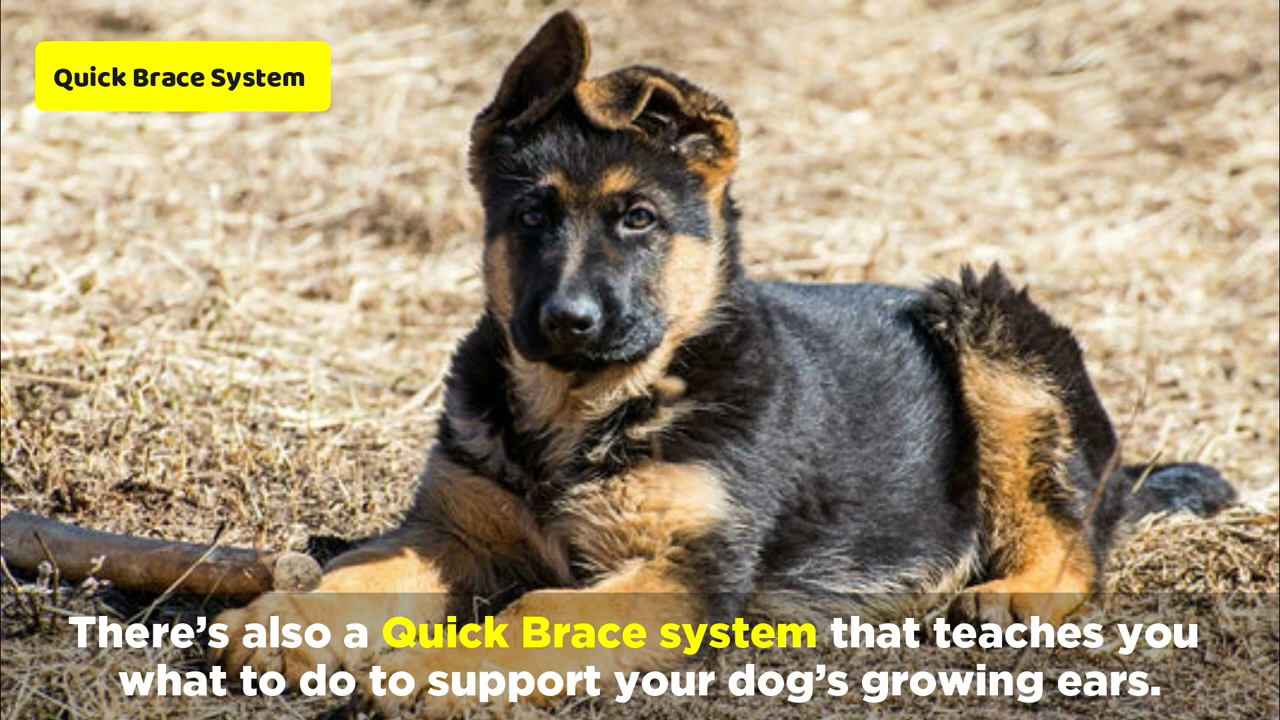 Quick Brace System
There’s also a Quick Brace system that teaches you
what to do to support your dog’s growing ears.